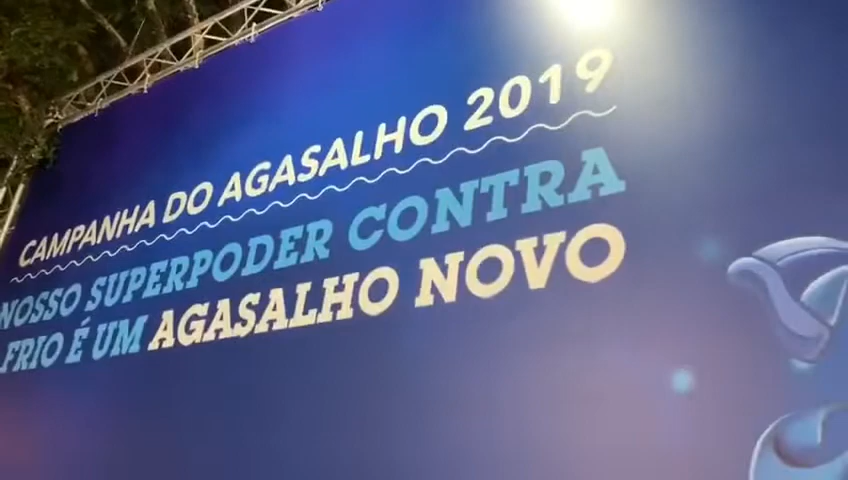 CAMPANHA DO AGASALHO 2019
NOSSO SUPERPODER CONTRA
FRIO É UM AGASALHO NOVO